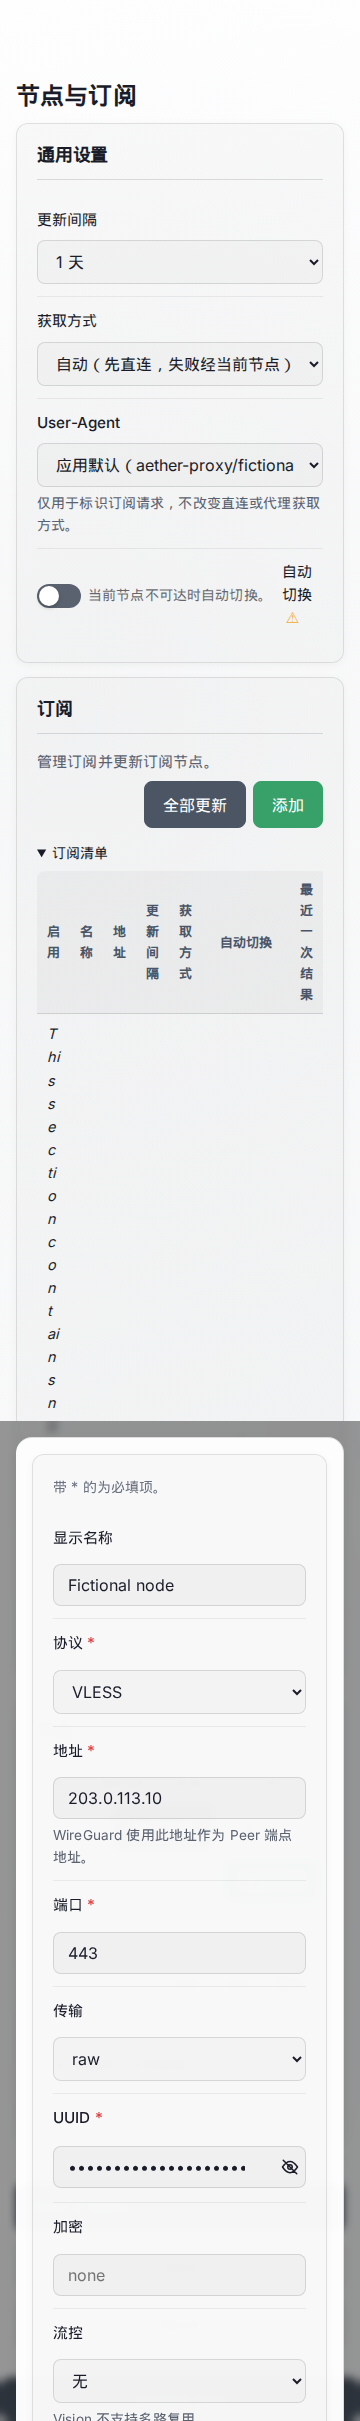 节点与订阅
通用设置
更新间隔
1 天
获取方式
自动（先直连，失败经当前节点）
User-Agent
应用默认（aether-proxy/fictiona
仅用于标识订阅请求，不改变直连或代理获取
方式。
当前节点不可达时自动切换。
自动
切换
⚠
订阅
管理订阅并更新订阅节点。
全部更新
添加
▼ 订阅清单
启用
名称
地址
更新间隔
获取方式
自动切换
最近一次结果
T
hi
s
s
e
c
ti
o
n
c
o
n
t
ai
n
s
n
带 * 的为必填项。
显示名称
Fictional node
协议 *
VLESS
地址 *
203.0.113.10
WireGuard 使用此地址作为 Peer 端点
地址。
端口 *
443
传输
raw
UUID *
••••••••••••••••••••
加密
none
流控
无
Vision 不支持多路复用